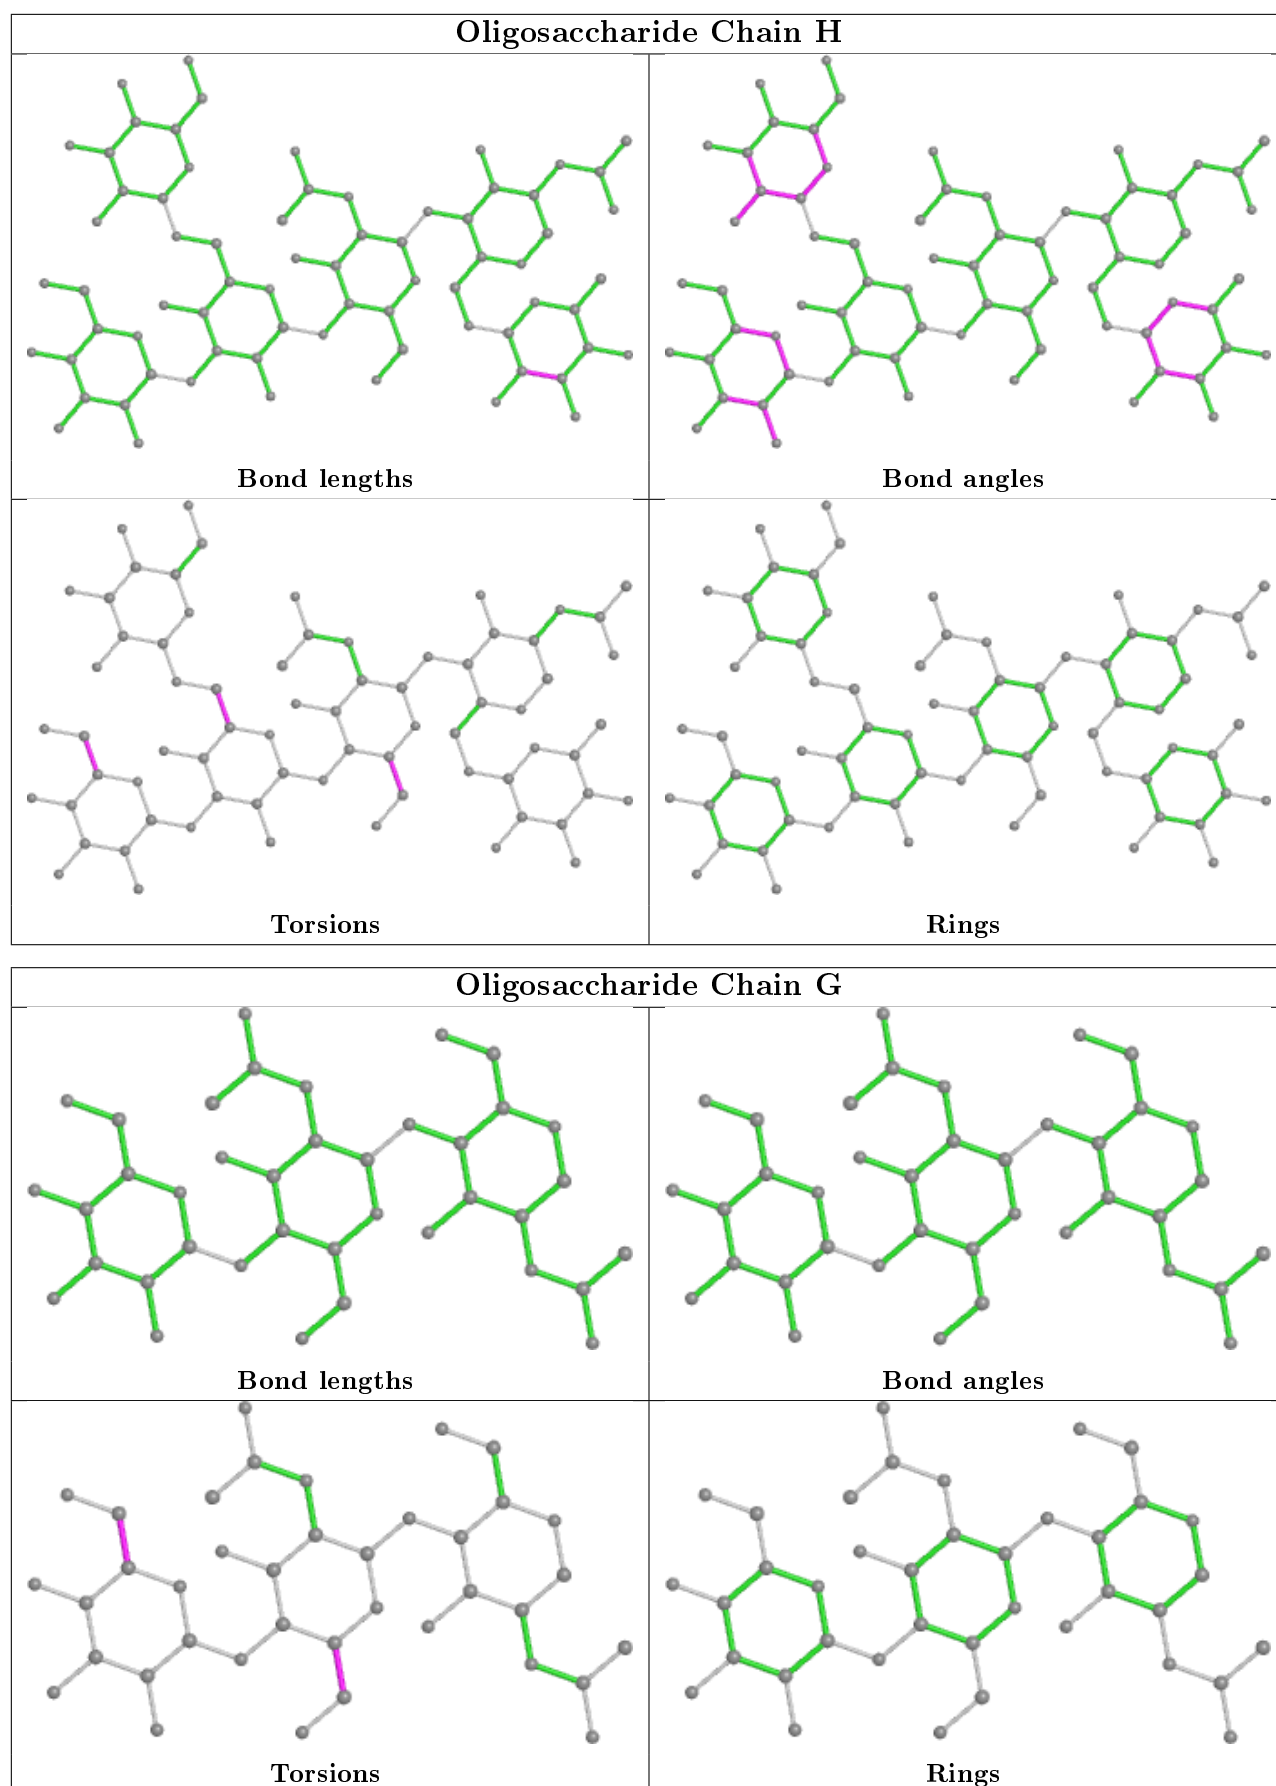 Oligosaccharide Chain H
Bond lengths
Bond angles
Torsions
Rings
Oligosaccharide Chain G
Bond lengths
Bond angles
Torsions
Rings